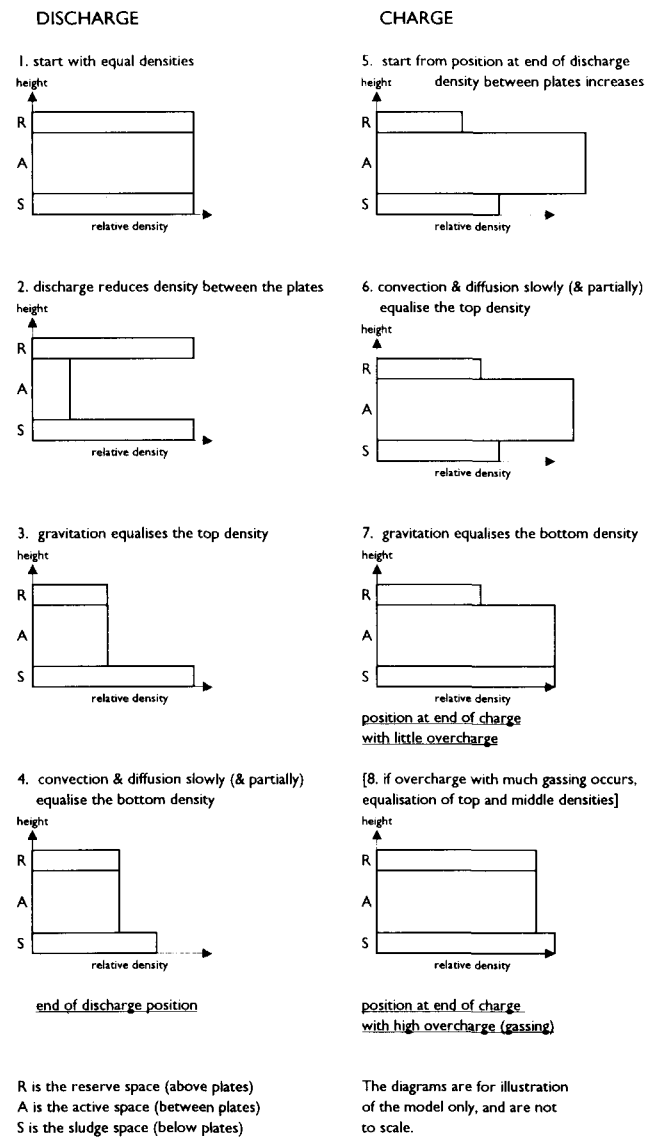 DISCHARGE
1. start with equal densities
height
R
A
S
relative density
2. discharge reduces density between the plates
height
R
A
S
relative density
3. gravitation equalises the top density
height
R
A
S
relative density
4. convection & diffusion slowly (& partially)
equalise the bottom density
height
R
A
S
relative density
end of discharge position
R is the reserve space (above plates)
A is the active space (between plates)
S is the sludge space (below plates)
CHARGE
5. start from position at end of discharge
density between plates increases
height
R
A
S
relative density
6. convection & diffusion slowly (& partially)
equalise the top density
height
R
A
S
relative density
7. gravitation equalises the bottom density
height
R
A
S
relative density
position at end of charge
with little overcharge
[8. if overcharge with much gassing occurs,
equalisation of top and middle densities]
height
R
A
S
relative density
position at end of charge
with high overcharge (gassing)
The diagrams are for illustration
of the model only, and are not
to scale.